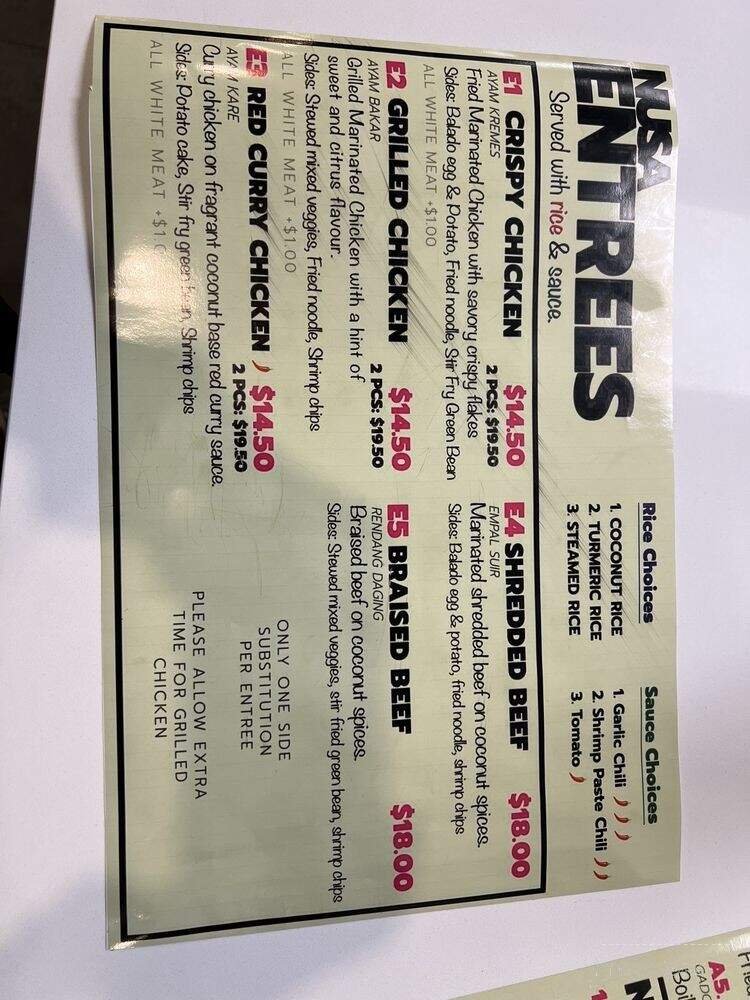 NUSA
ENTREES
Served with rice & sauce.
Rice Choices
1. COCONUT RICE
2. TURMERIC RICE
3. STEAMED RICE
Sauce Choices
1. Garlic Chili
2. Shrimp Paste Chili
3. Tomato
E1 CRISPY CHICKEN $14.50
AYAM KREMES 2 PCS: $19.50
Fried Marinated Chicken with savory crispy flakes
Sides: Balado egg & Potato, Fried noodle, Stir Fry Green Bean
ALL WHITE MEAT +$1.00
E2 GRILLED CHICKEN $14.50
AYAM BAKAR 2 PCS: $19.50
Grilled Marinated Chicken with a hint of
sweet and citrus flavour.
Sides: Stewed mixed veggies, Fried noodle, Shrimp chips
ALL WHITE MEAT +$1.00
E3 RED CURRY CHICKEN $14.50
AYAM KARE 2 PCS: $19.50
Curry chicken on fragrant coconut base red curry sauce.
Sides: Potato cake, Stir fry green bean, Shrimp chips
ALL WHITE MEAT
E4 SHREDDED BEEF $18.00
EMPAL SUIR
Marinated shredded beef on coconut spices.
Sides: Balado egg & potato, fried noodle, shrimp chips
E5 BRAISED BEEF $18.00
RENDANG DAGING
Braised beef on coconut spices.
Sides: Stewed mixed veggies, stir fried green bean, shrimp chips
ONLY ONE SIDE
SUBSTITUTION
PER ENTREE
PLEASE ALLOW EXTRA
TIME FOR GRILLED
CHICKEN
A5.